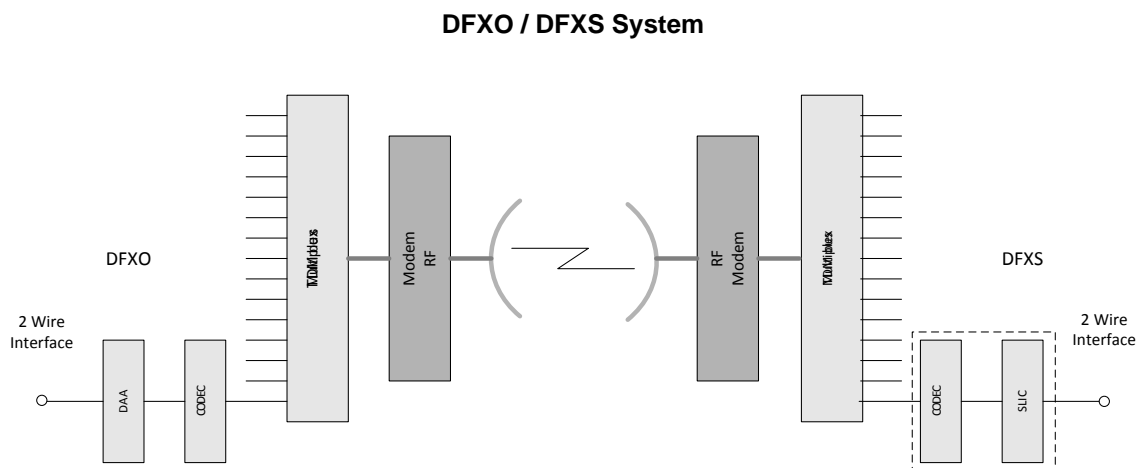 DFXO / DFXS System
DFXO
2 Wire
Interface
DAA
CODEC
Modem
RF
RF
Modem
DFXS
2 Wire
Interface
CODEC
SLIC